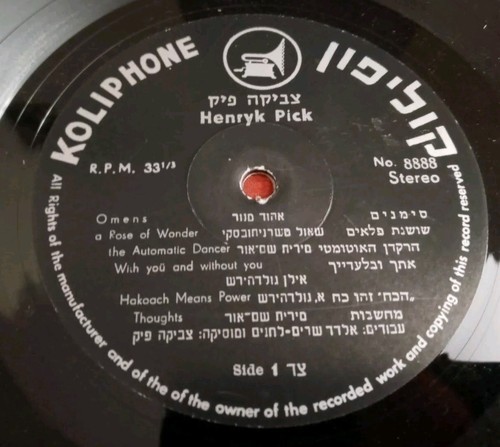 KOLIPHONE
קוליפון
צביקה פיק
Henryk Pick
R.P.M. 33 1/3
No. 8888
Stereo
Omens אהוד מנור סימנים
a Rose of Wonder שאול טשרניחובסקי שושנת פלאים
the Automatic Dancer הרקדן האוטומטי מירית שם-אור
With you and without you אתך ובלעדייך
אילן גולדהירש
Hakoach Means Power הכח״ זהו כח א. גולדהירש„
Thoughts מירית שם-אור מחשבות
עבודים: אלדד שרים-לחנים ומוסיקה: צביקה פיק
Side 1 צד
All Rights of the manufacturer and of the of the owner of the recorded work and copying of this record reserved